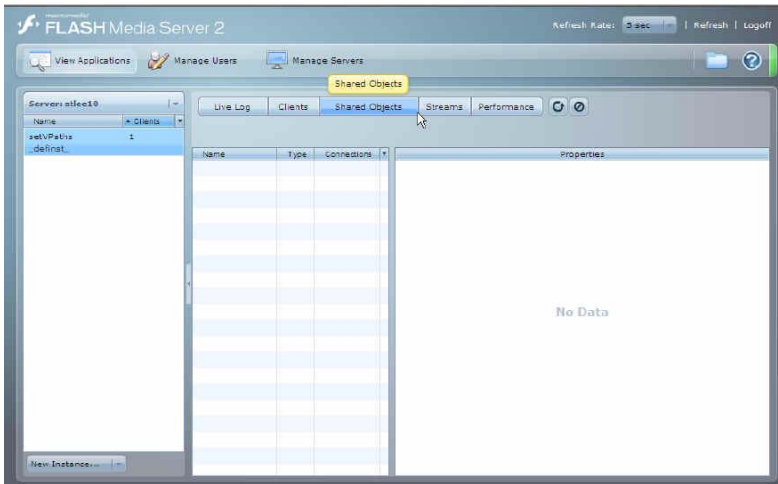 macromedia
FLASH Media Server 2
Refresh Rate: 5 sec | Refresh | Logoff
View Applications Manage Users Manage Servers
Shared Objects
Server: stlee10
Live Log Clients Shared Objects Streams Performance
Name Clients
setVPaths 1
_definst_
Name Type Connections Properties
No Data
New Instance...